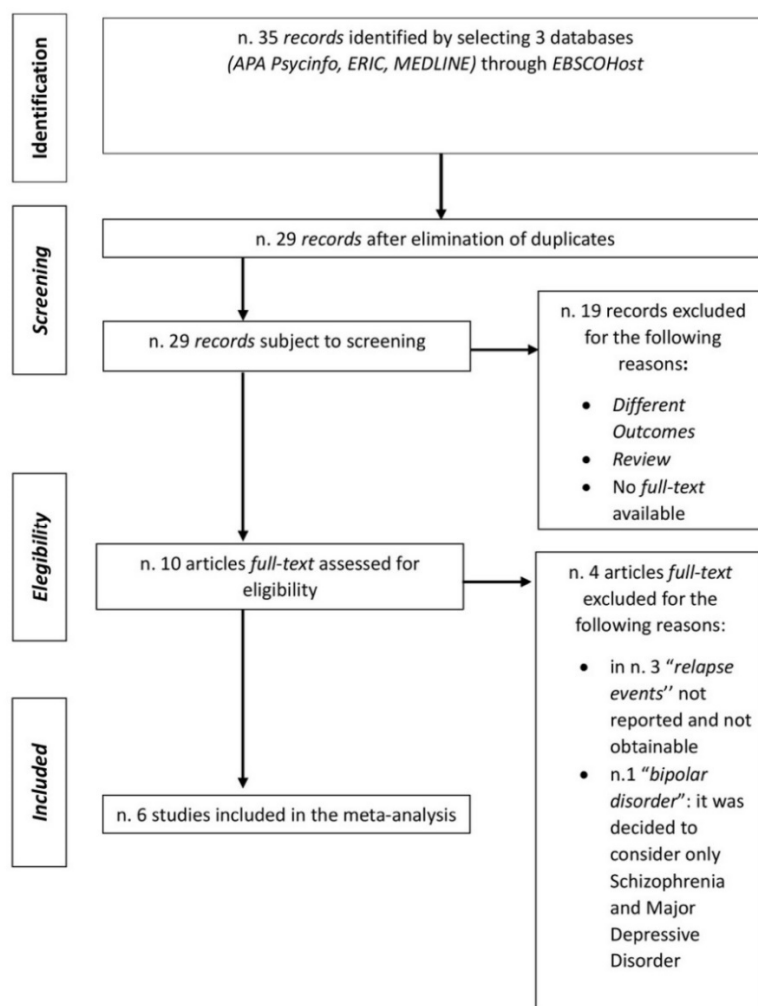 Identification
n. 35 records identified by selecting 3 databases
(APA Psycinfo, ERIC, MEDLINE) through EBSCOHost
Screening
n. 29 records after elimination of duplicates
n. 29 records subject to screening
n. 19 records excluded
for the following
reasons:
• Different
Outcomes
• Review
• No full-text
available
Elegibility
n. 10 articles full-text assessed for
eligibility
n. 4 articles full-text
excluded for the
following reasons:
• in n. 3 “relapse
events’’ not
reported and not
obtainable
• n.1 “bipolar
disorder”: it was
decided to
consider only
Schizophrenia
and Major
Depressive
Disorder
Included
n. 6 studies included in the meta-analysis